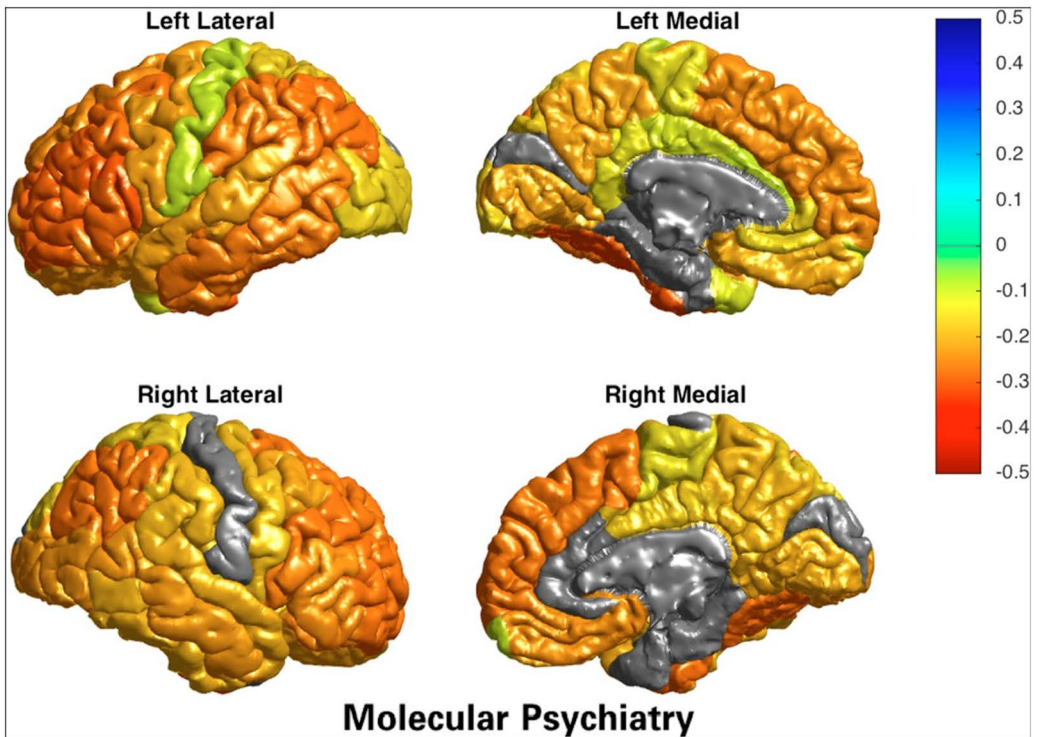 Left Lateral
Left Medial
Right Lateral
Right Medial
0.5
0.4
0.3
0.2
0.1
0
-0.1
-0.2
-0.3
-0.4
-0.5
Molecular Psychiatry